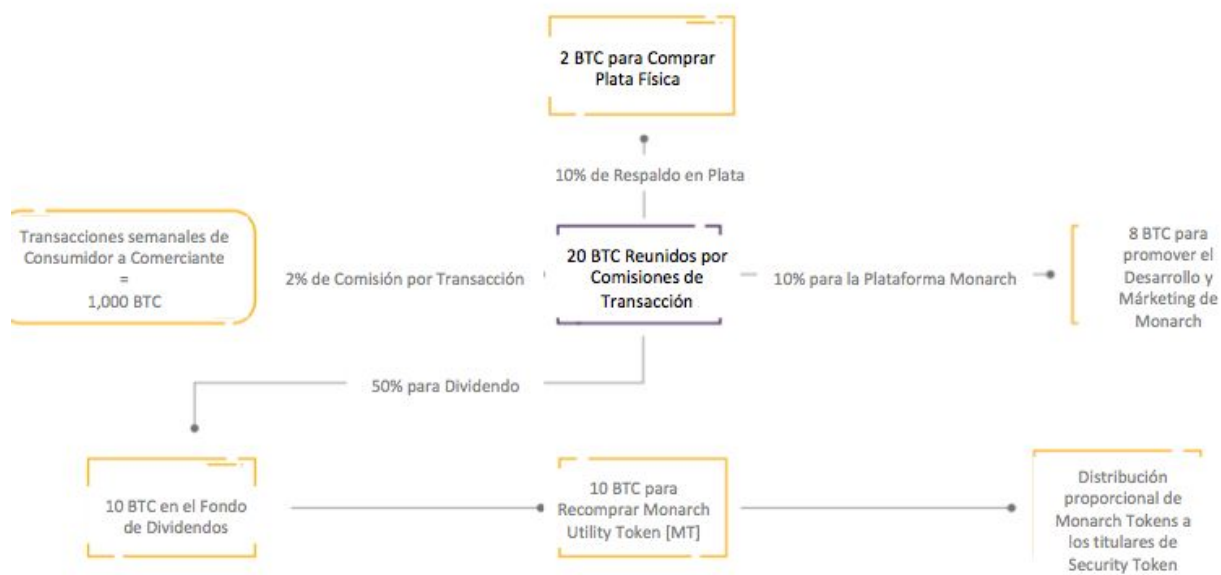 2 BTC para Comprar
Plata Física
10% de Respaldo en Plata
Transacciones semanales de
Consumidor a Comerciante
=
1,000 BTC
2% de Comisión por Transacción
20 BTC Reunidos por
Comisiones de
Transacción
10% para la Plataforma Monarch
8 BTC para
promover el
Desarrollo y
Márketing de
Monarch
50% para Dividendo
10 BTC en el Fondo
de Dividendos
10 BTC para
Recomprar Monarch
Utility Token [MT]
Distribución
proporcional de
Monarch Tokens a
los titulares de
Security Token